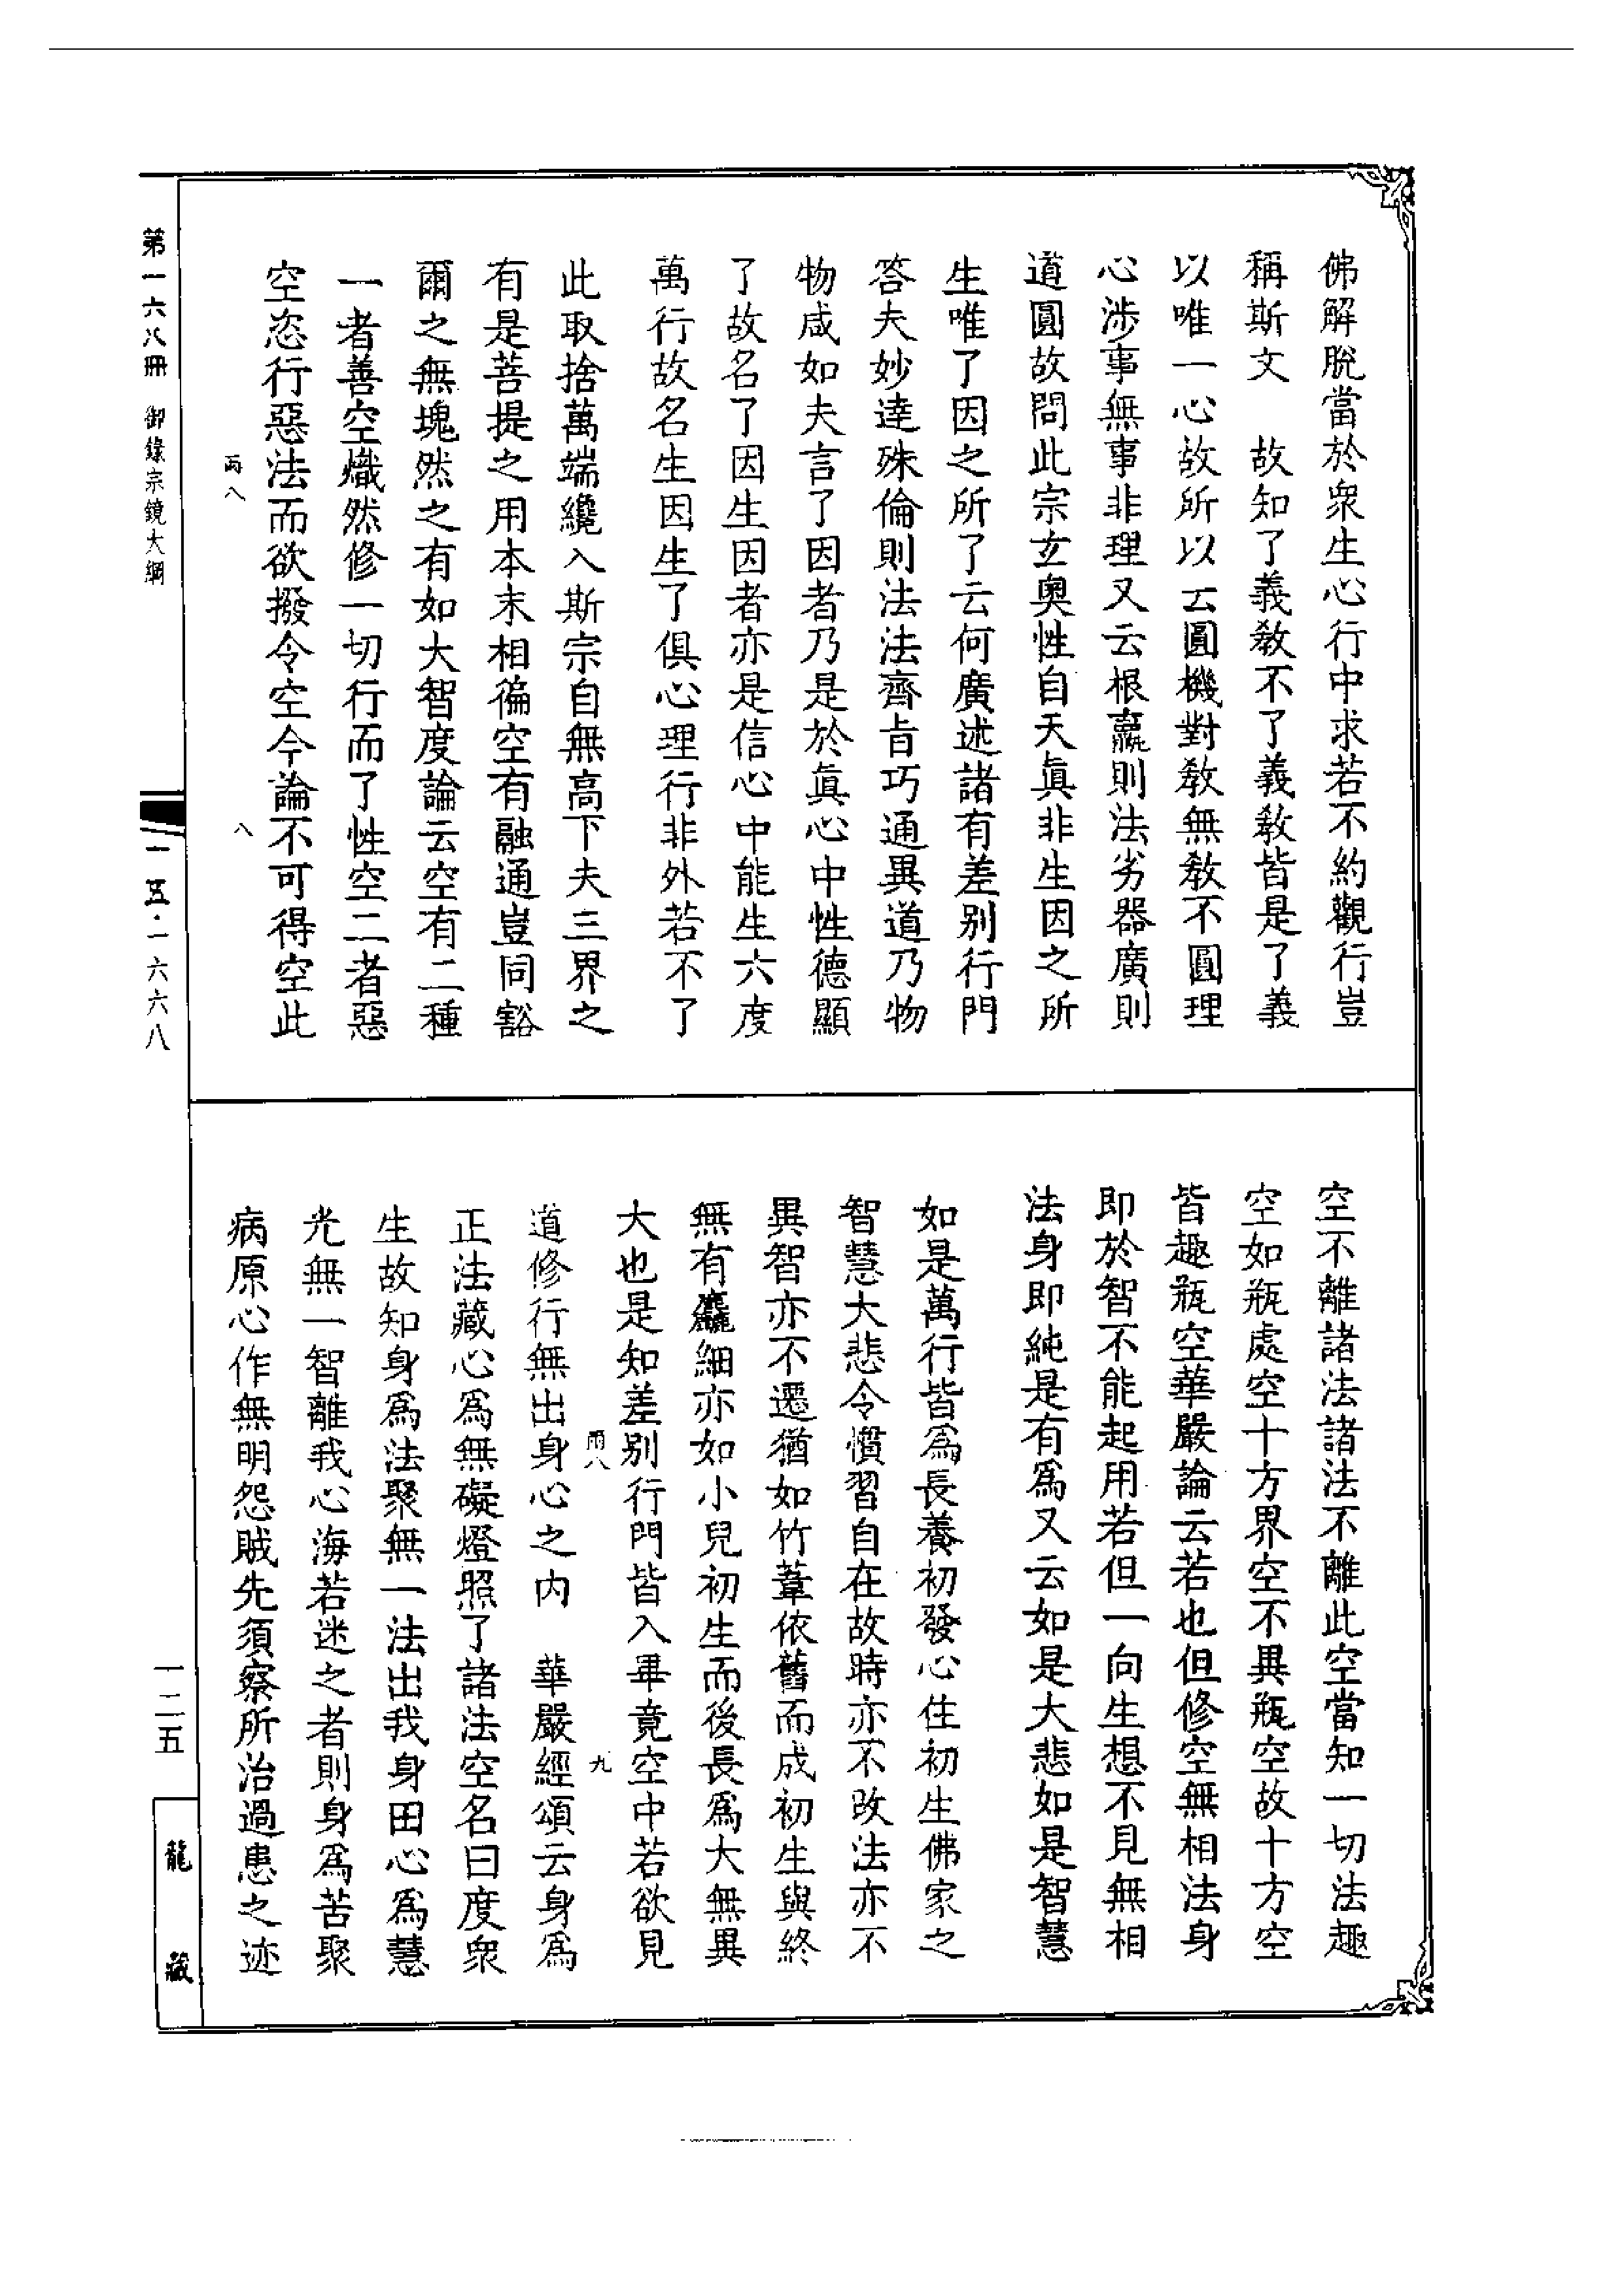 佛解脫當於衆生心行中求若不約觀行豈
稱斯文　故知了義教不了義教皆是了義
以唯一心故所以云圓機對教無教不圓理
心涉事無事非理又云根羸則法劣器廣則
道圓故問此宗玄奧性自天眞非生因之所
生唯了因之所了云何廣述諸有差別行門
答夫妙達殊倫則法法齊旨巧通異道乃物
物咸如夫言了因者乃是於眞心中性德顯
了故名了因生因者亦是信心中能生六度
萬行故名生因生了俱心理行非外若不了
此取捨萬端纔入斯宗自無高下夫三界之
有是菩提之用本末相徧空有融通豈同豁
爾之無塊然之有如大智度論云空有二種
一者善空熾然修一切行而了性空二者惡
空恣行惡法而欲撥令空今論不可得空此
丙八
八
空不離諸法諸法不離此空當知一切法趣
空如瓶處空十方界空不異瓶空故十方空
皆趣瓶空華嚴論云若也但修空無相法身
即於智不能起用若但一向生想不見無相
法身即純是有爲又云如是大悲如是智慧
如是萬行皆爲長養初發心住初生佛家之
智慧大悲令慣習自在故時亦不改法亦不
異智亦不遷猶如竹葦依舊而成初生與終
無有麤細亦如小兒初生而後長爲大無異
大也是知差別行門皆入畢竟空中若欲見
丙八
九
道修行無出身心之內　華嚴經頌云身爲
正法藏心爲無礙燈照了諸法空名曰度衆
生故知身爲法聚無一法出我身田心爲慧
光無一智離我心海若迷之者則身爲苦聚
病原心作無明怨賊先須察所治過患之迹
第一六八冊　御錄宗鏡大綱
一五·一六六八
一二五
龍藏